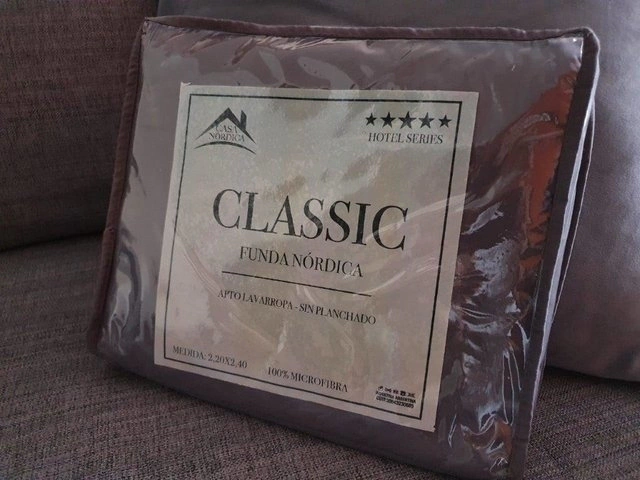 CASA
NÓRDICA
HOTEL SERIES
CLASSIC
FUNDA NÓRDICA
APTO LAVARROPA - SIN PLANCHADO
MEDIDA: 2,20X2,40
100% MICROFIBRA